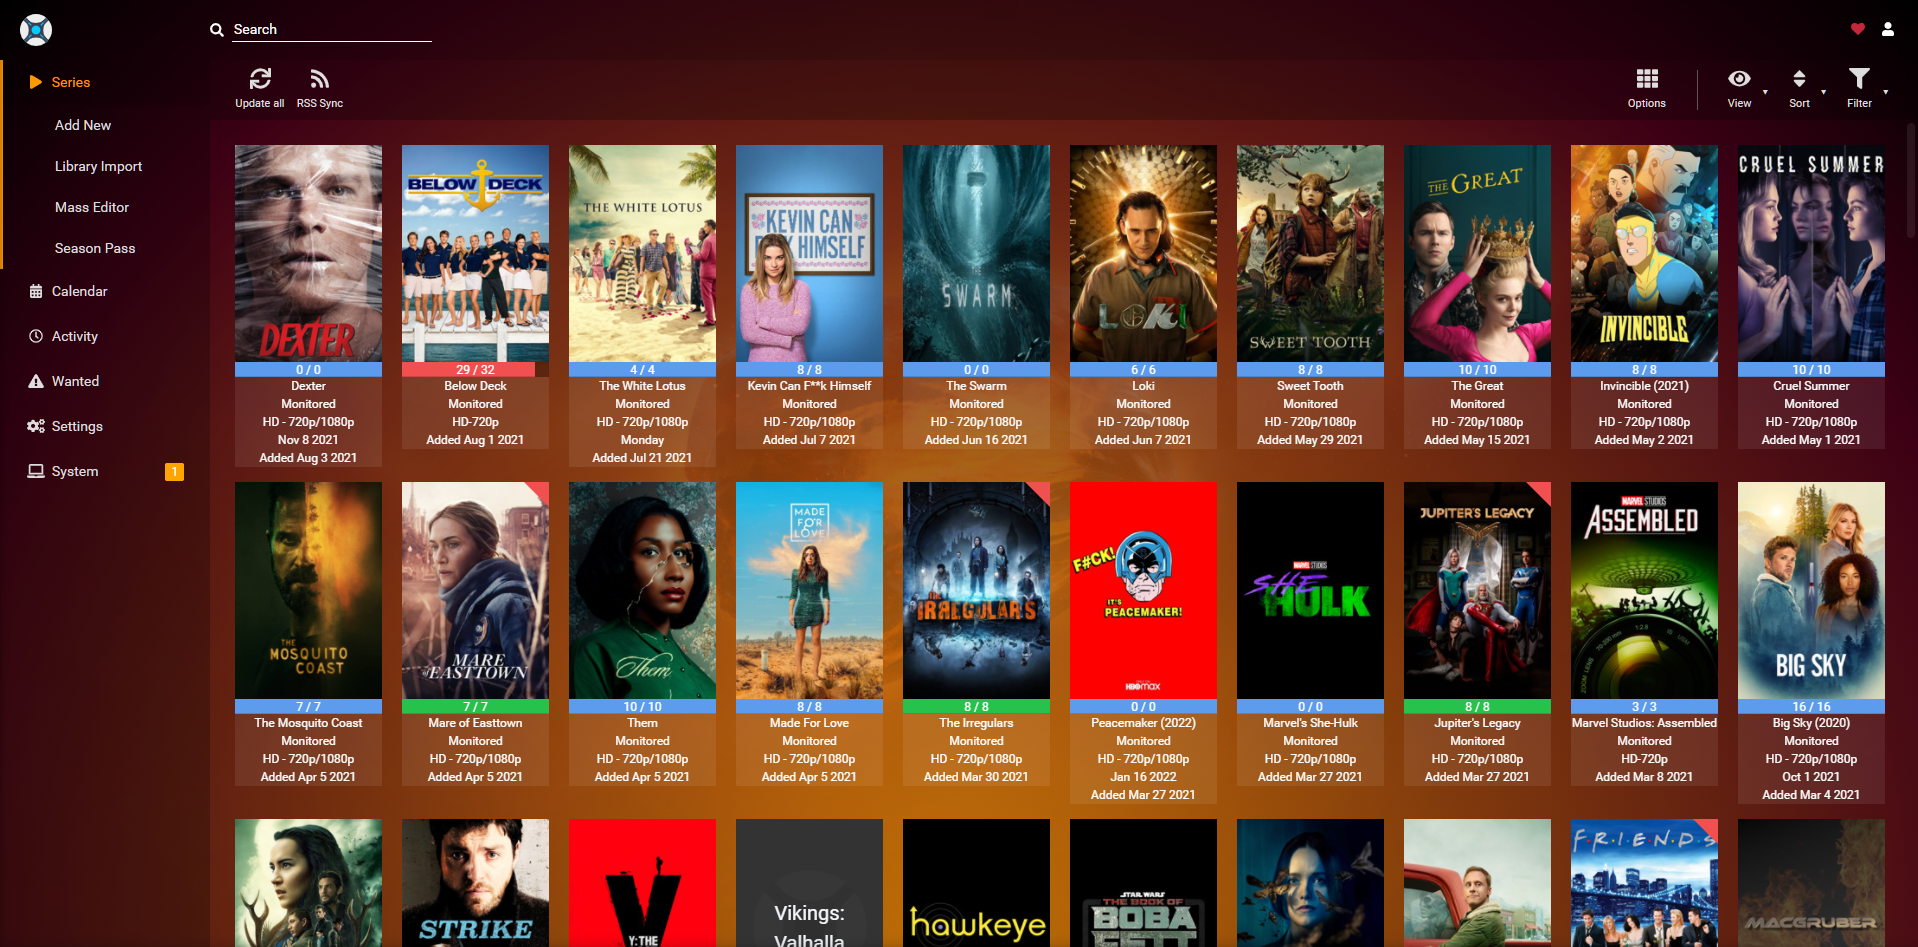 Search
Series
Add New
Library Import
Mass Editor
Season Pass
Calendar
Activity
Wanted
Settings
System
1
Update all
RSS Sync
Options
View
Sort
Filter
DEXTER
0 / 0
Dexter
Monitored
HD - 720p/1080p
Nov 8 2021
Added Aug 3 2021
BELOW DECK
29 / 32
Below Deck
Monitored
HD-720p
Added Aug 1 2021
THE WHITE LOTUS
4 / 4
The White Lotus
Monitored
HD - 720p/1080p
Monday
Added Jul 21 2021
KEVIN CAN
HIMSELF
8 / 8
Kevin Can F**k Himself
Monitored
HD - 720p/1080p
Added Jul 7 2021
THE
SWARM
0 / 0
The Swarm
Monitored
HD - 720p/1080p
Added Jun 16 2021
LOKI
6 / 6
Loki
Monitored
HD - 720p/1080p
Added Jun 7 2021
SWEET TOOTH
8 / 8
Sweet Tooth
Monitored
HD - 720p/1080p
Added May 29 2021
THE GREAT
10 / 10
The Great
Monitored
HD - 720p/1080p
Added May 15 2021
INVINCIBLE
8 / 8
Invincible (2021)
Monitored
HD - 720p/1080p
Added May 2 2021
CRUEL SUMMER
10 / 10
Cruel Summer
Monitored
HD - 720p/1080p
Added May 1 2021
THE
MOSQUITO
COAST
7 / 7
The Mosquito Coast
Monitored
HD - 720p/1080p
Added Apr 5 2021
MARE
of EASTTOWN
7 / 7
Mare of Easttown
Monitored
HD - 720p/1080p
Added Apr 5 2021
Them
10 / 10
Them
Monitored
HD - 720p/1080p
Added Apr 5 2021
MADE
FOR
LOVE
8 / 8
Made For Love
Monitored
HD - 720p/1080p
Added Apr 5 2021
THE
IRREGULARS
8 / 8
The Irregulars
Monitored
HD - 720p/1080p
Added Mar 30 2021
F#CK!
IT'S
PEACEMAKER!
HBOmax
0 / 0
Peacemaker (2022)
Monitored
HD - 720p/1080p
Jan 16 2022
Added Mar 27 2021
MARVEL STUDIOS
SHE
HULK
0 / 0
Marvel's She-Hulk
Monitored
HD - 720p/1080p
Added Mar 27 2021
JUPITER'S LEGACY
8 / 8
Jupiter's Legacy
Monitored
HD - 720p/1080p
Added Mar 27 2021
MARVEL STUDIOS
ASSEMBLED
3 / 3
Marvel Studios: Assembled
Monitored
HD-720p
Added Mar 8 2021
BIG SKY
16 / 16
Big Sky (2020)
Monitored
HD - 720p/1080p
Oct 1 2021
Added Mar 4 2021
STRIKE
Y
Y: THE
Vikings:
Valhalla
hawkeye
STAR WARS
THE BOOK OF
BOBA
FETT
FRIENDS
MACGRUBER